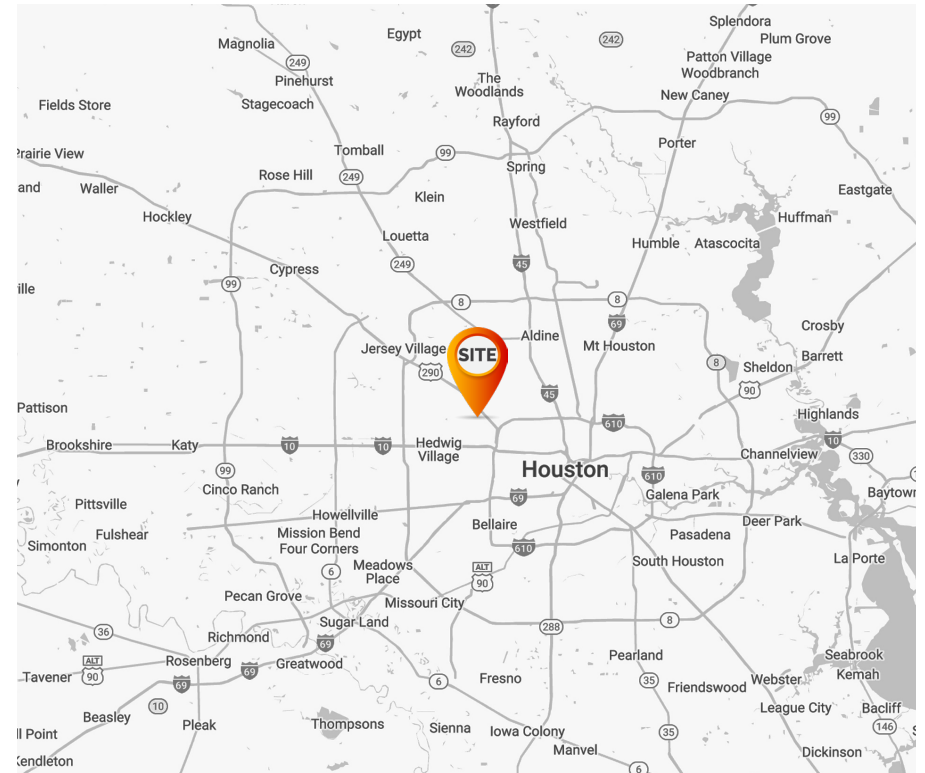 Splendora
Egypt
Plum Grove
Magnolia
242
242
249
Patton Village
Woodbranch
Pinehurst
The
Woodlands
New Caney
Fields Store
Stagecoach
99
Rayford
Porter
Prairie View
Tomball
99
Spring
249
Rose Hill
Waller
Klein
Eastgate
Hockley
Westfield
Huffman
Louetta
Humble
Atascocita
45
249
Cypress
99
8
8
69
Crosby
Aldine
Jersey Village
Mt Houston
SITE
Barrett
8
Sheldon
290
90
45
Pattison
Highlands
610
10
Brookshire
Katy
10
10
Hedwig
Village
Channelview
330
Houston
99
610
Cinco Ranch
69
Galena Park
Baytown
Pittsville
Howellville
Bellaire
Deer Park
Mission Bend
Fulshear
Pasadena
Simonton
Four Corners
610
South Houston
La Porte
Meadows
Place
6
ALT
90
Pecan Grove
Missouri City
Sugar Land
288
8
36
Richmond
69
Pearland
Seabrook
Rosenberg
Greatwood
ALT
90
Tavener
69
69
6
Fresno
35
Friendswood
Webster
Kemah
10
League City
Bacliff
Beasley
Pleak
Thompsons
Sienna
Iowa Colony
35
146
Manvel
Dickinson
6